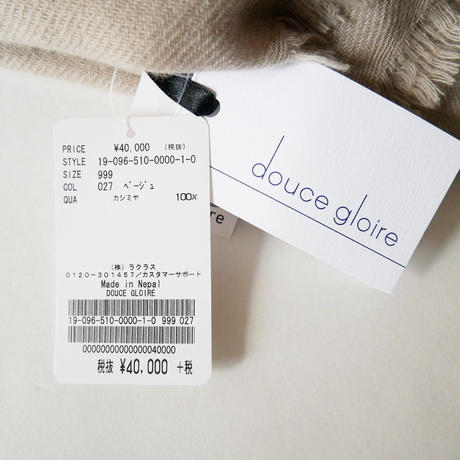 PRICE ¥40,000 (税抜)
STYLE 19-096-510-0000-1-0
SIZE 999
COL 027 ベージュ
QUA カシミヤ 100%
(株)ラクラス
0120-301457/カスタマーサポート
Made in Nepal
DOUCE GLOIRE
19-096-510-0000-1-0 999 027
00000000000000040000
税抜 ¥40,000 +税
douce gloire
loire